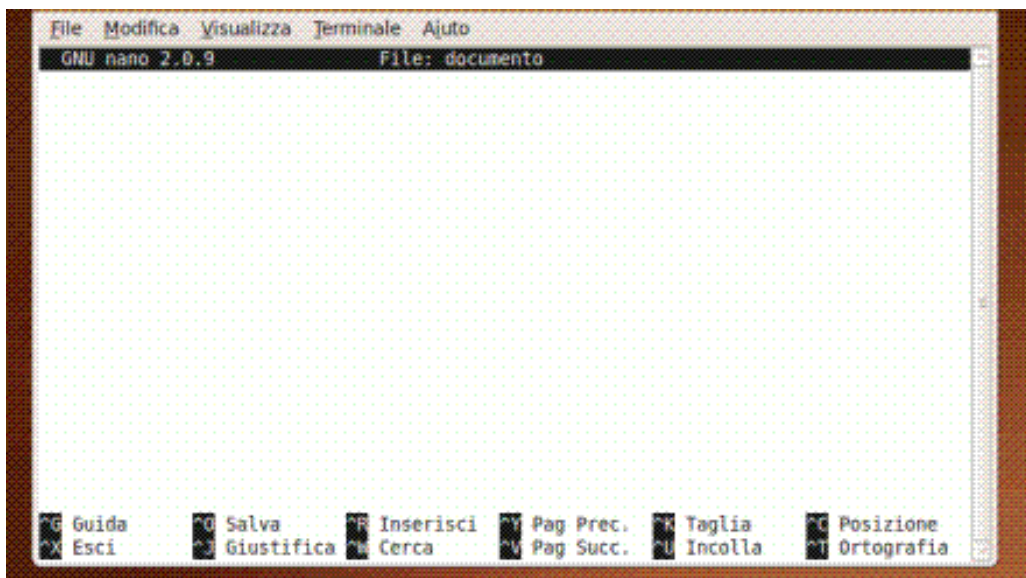 File Modifica Visualizza Terminale Aiuto
GNU nano 2.0.9 File: documento
^G Guida ^O Salva ^R Inserisci ^Y Pag Prec. ^K Taglia ^C Posizione
^X Esci ^J Giustifica ^W Cerca ^V Pag Succ. ^U Incolla ^T Ortografia